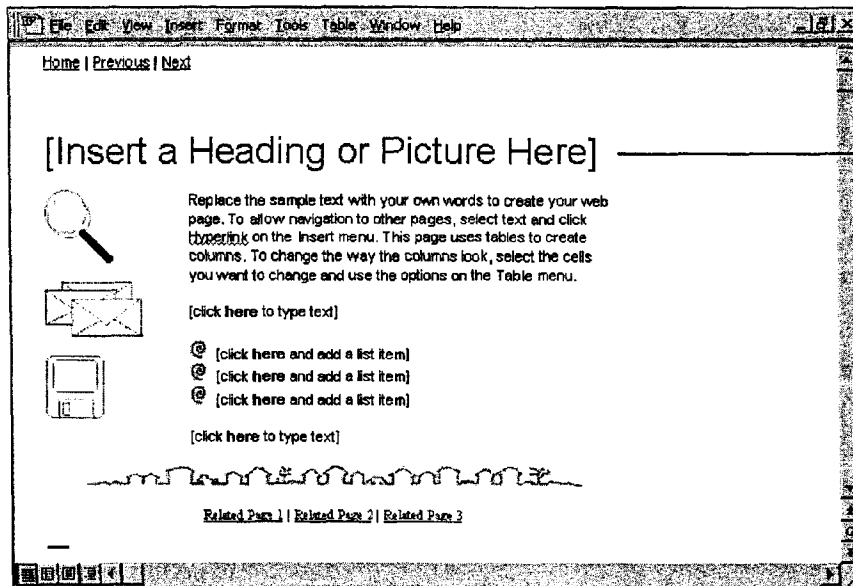 File Edit View Insert Format Tools Table Window Help
Home | Previous | Next
[Insert a Heading or Picture Here]
Replace the sample text with your own words to create your web
page. To allow navigation to other pages, select text and click
Hyperlink on the Insert menu. This page uses tables to create
columns. To change the way the columns look, select the cells
you want to change and use the options on the Table menu.
[click here to type text]
[click here and add a list item]
[click here and add a list item]
[click here and add a list item]
[click here to type text]
Related Page 1 | Related Page 2 | Related Page 3